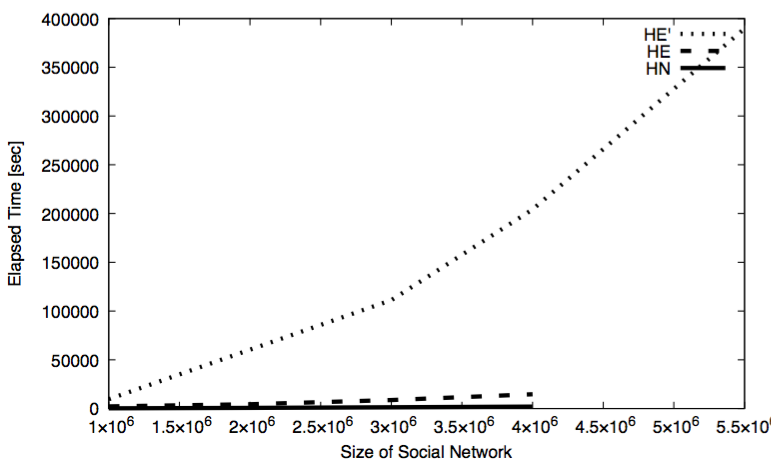 400000
350000
300000
250000
200000
150000
100000
50000
0
Elapsed Time [sec]
HE'
HE
HN
1×10⁶ 1.5×10⁶ 2×10⁶ 2.5×10⁶ 3×10⁶ 3.5×10⁶ 4×10⁶ 4.5×10⁶ 5×10⁶ 5.5×10⁶
Size of Social Network